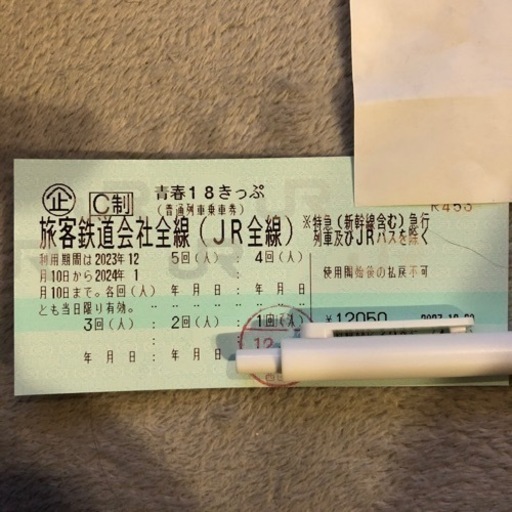 企 C制 青春18きっぷ
(普通列車乗車券)
旅客鉄道会社全線(JR全線)
※特急(新幹線含む)急行
列車及びJRバスを除く
利用期間は2023年12
月10日から2024年1
月10日まで。各回(人)
とも当日限り有効。
5回(人) : 4回(人)
使用開始後の払戻不可
月 日 : 年 月 日
3回(人) : 2回(人) : 1回(人)
年 月 日 : 年 月 日
12
¥12050